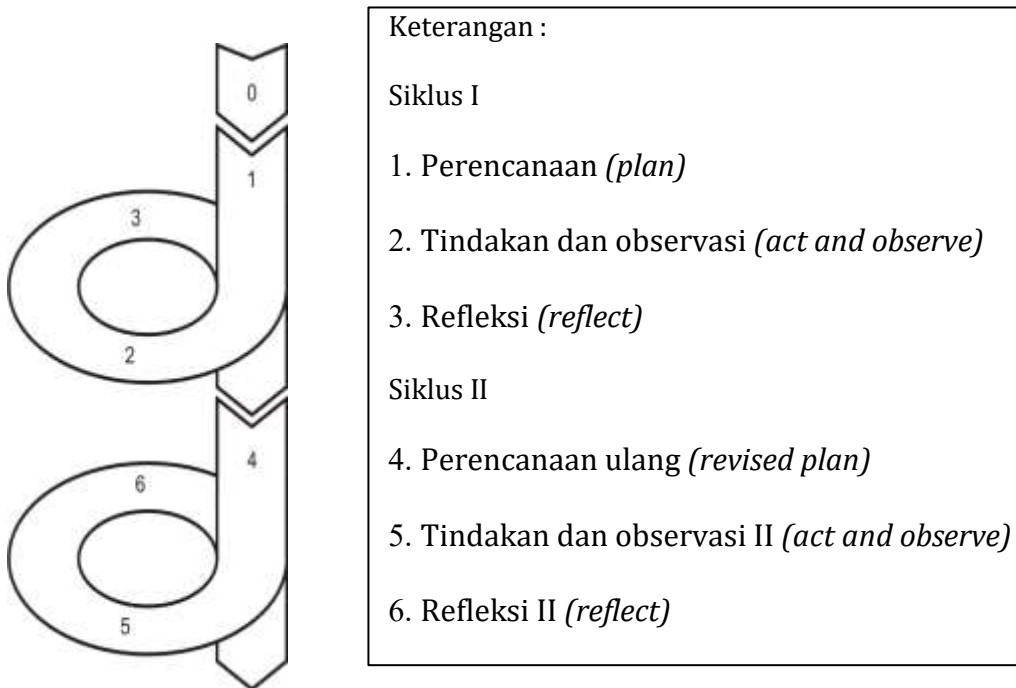 0
1
3
2
4
6
5
Keterangan :
Siklus I
1. Perencanaan (plan)
2. Tindakan dan observasi (act and observe)
3. Refleksi (reflect)
Siklus II
4. Perencanaan ulang (revised plan)
5. Tindakan dan observasi II (act and observe)
6. Refleksi II (reflect)